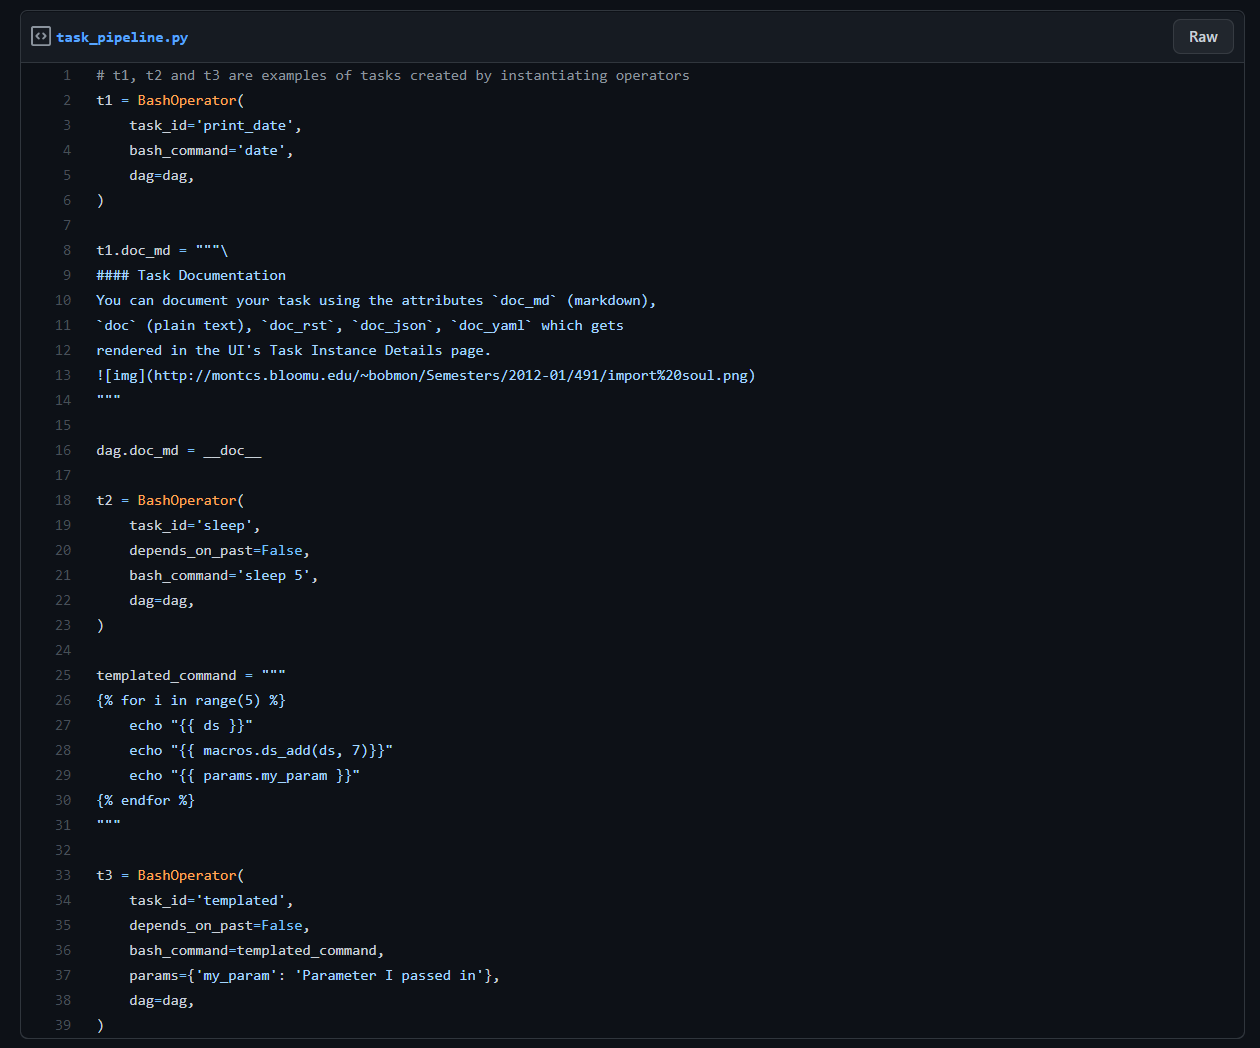 task_pipeline.py
Raw
1 # t1, t2 and t3 are examples of tasks created by instantiating operators
2 t1 = BashOperator(
3     task_id='print_date',
4     bash_command='date',
5     dag=dag,
6 )
7
8 t1.doc_md = """\
9 #### Task Documentation
10 You can document your task using the attributes `doc_md` (markdown),
11 `doc` (plain text), `doc_rst`, `doc_json`, `doc_yaml` which gets
12 rendered in the UI's Task Instance Details page.
13 ![img](http://montcs.bloomu.edu/~bobmon/Semesters/2012-01/491/import%20soul.png)
14 """
15
16 dag.doc_md = __doc__
17
18 t2 = BashOperator(
19     task_id='sleep',
20     depends_on_past=False,
21     bash_command='sleep 5',
22     dag=dag,
23 )
24
25 templated_command = """
26 {% for i in range(5) %}
27     echo "{{ ds }}"
28     echo "{{ macros.ds_add(ds, 7)}}"
29     echo "{{ params.my_param }}"
30 {% endfor %}
31 """
32
33 t3 = BashOperator(
34     task_id='templated',
35     depends_on_past=False,
36     bash_command=templated_command,
37     params={'my_param': 'Parameter I passed in'},
38     dag=dag,
39 )